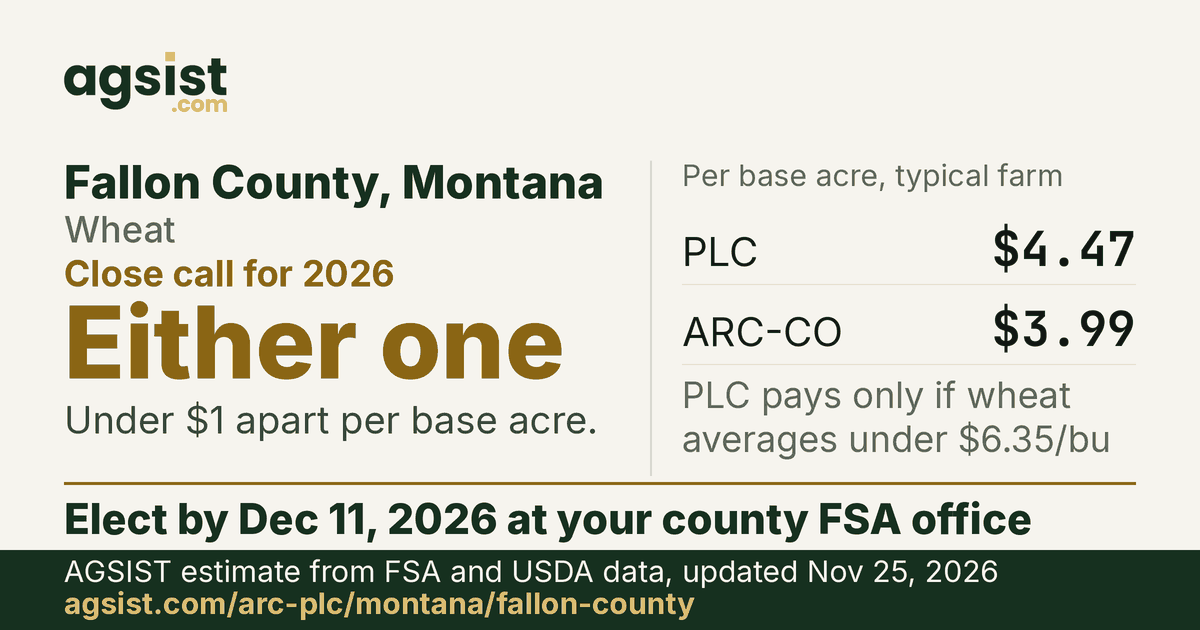 agsist
.com
Fallon County, Montana
Wheat
Close call for 2026
Either one
Under $1 apart per base acre.
Per base acre, typical farm
PLC $4.47
ARC-CO $3.99
PLC pays only if wheat
averages under $6.35/bu
Elect by Dec 11, 2026 at your county FSA office
AGSIST estimate from FSA and USDA data, updated Nov 25, 2026
agsist.com/arc-plc/montana/fallon-county